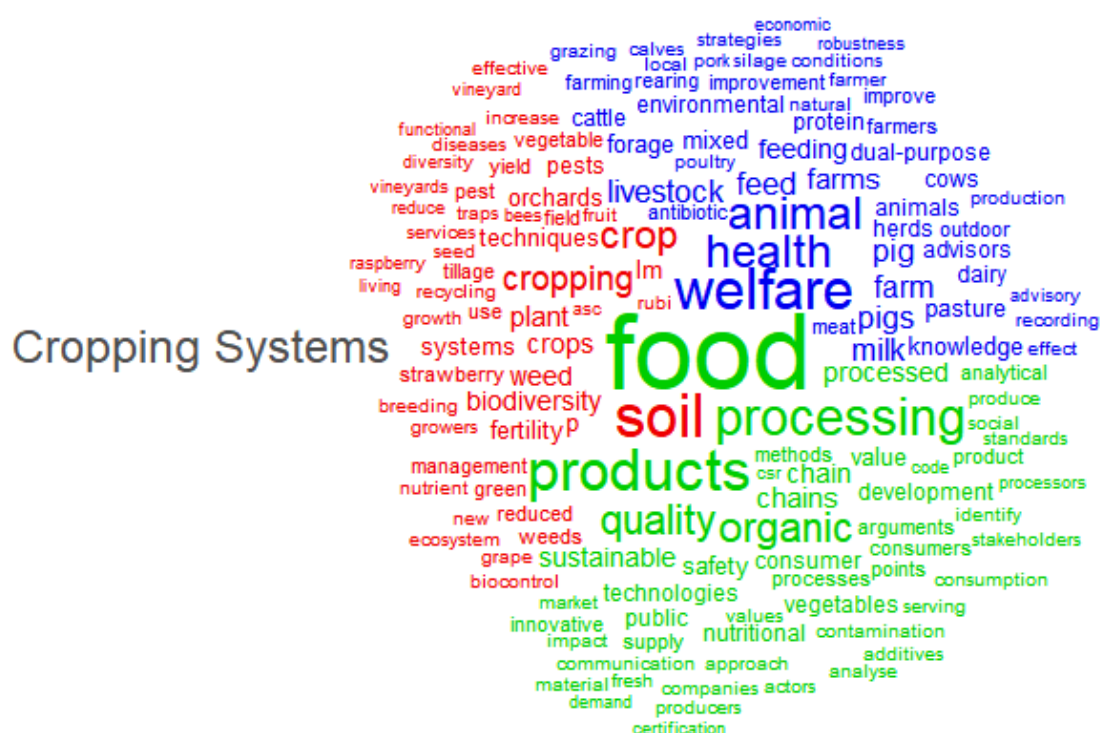 economic
strategies robustness
grazing calves
local pork silage conditions
effective
farming rearing improvement farmer
vineyard
environmental natural improve
increase cattle
protein farmers
functional
diseases vegetable forage mixed feeding dual-purpose
diversity yield pests poultry
vineyards pest orchards livestock feed farms cows
production
reduce traps bees field fruit antibiotic animal animals
services techniques crop herds outdoor
seed health pig advisors
raspberry tillage cropping lm dairy
living recycling rubi welfare farm advisory
growth use plant asc meat pigs pasture recording
Cropping Systems
systems crops food milk knowledge effect
strawberry weed processed analytical
breeding biodiversity produce
growers fertility p soil processing social
standards
management products methods value code product
nutrient green csr chain processors
chains development
new reduced quality organic arguments identify
ecosystem weeds consumers stakeholders
grape sustainable safety consumer points
biocontrol processes consumption
market technologies vegetables serving
innovative public values
impact supply nutritional contamination
communication approach additives
analyse
material fresh companies actors
demand producers
certification